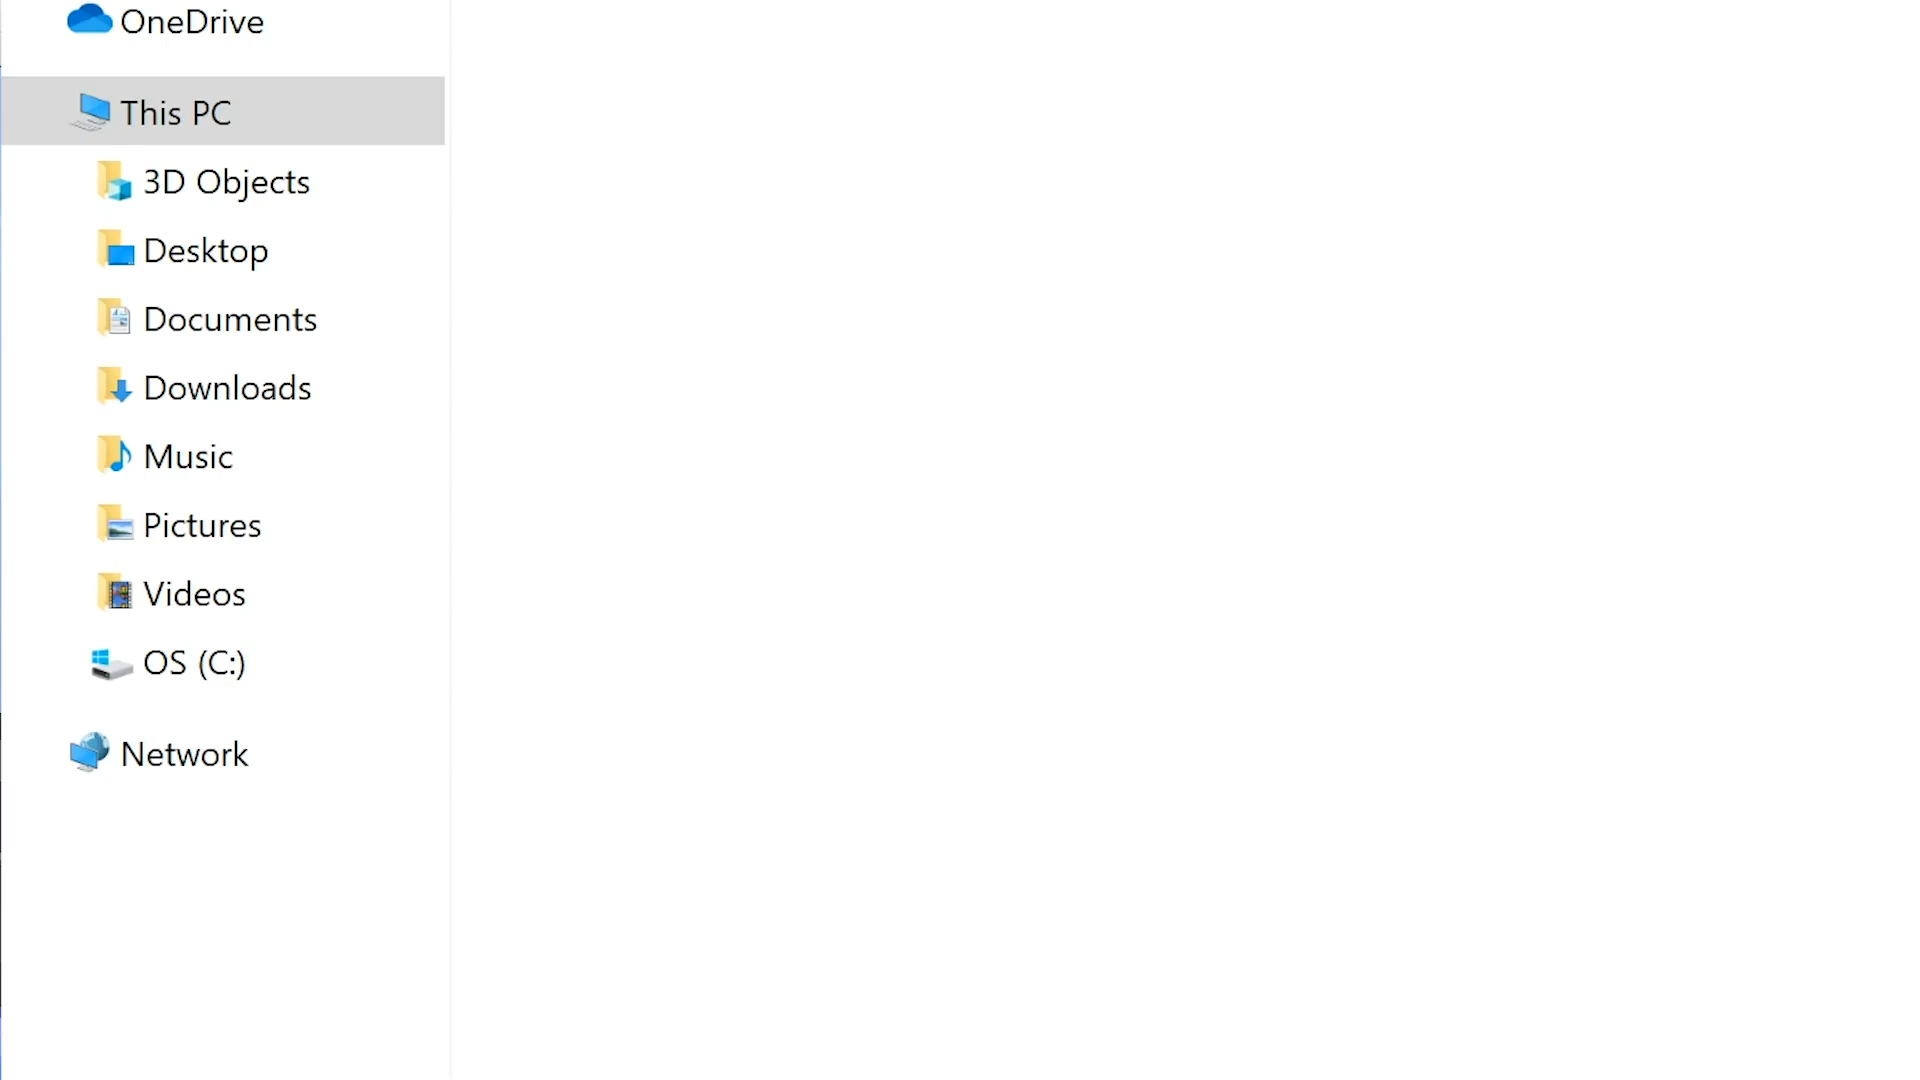 OneDrive
This PC
3D Objects
Desktop
Documents
Downloads
Music
Pictures
Videos
OS (C:)
Network